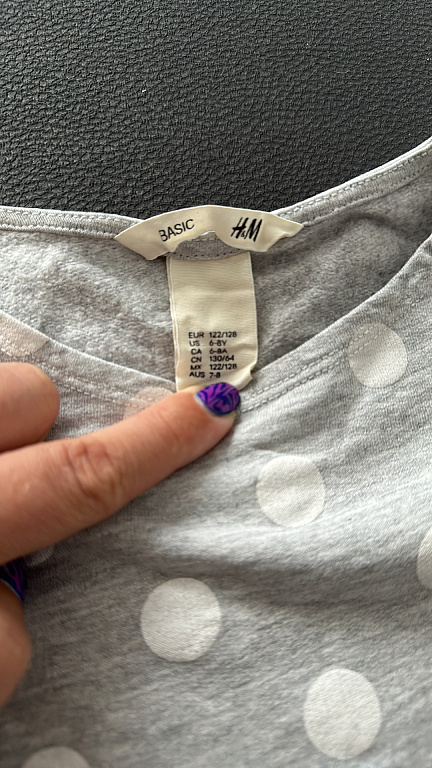 BASIC H&M
EUR 122/128
US 6-8Y
CA 6-8A
CN 130/64
MX 122/128
AUS 7-8